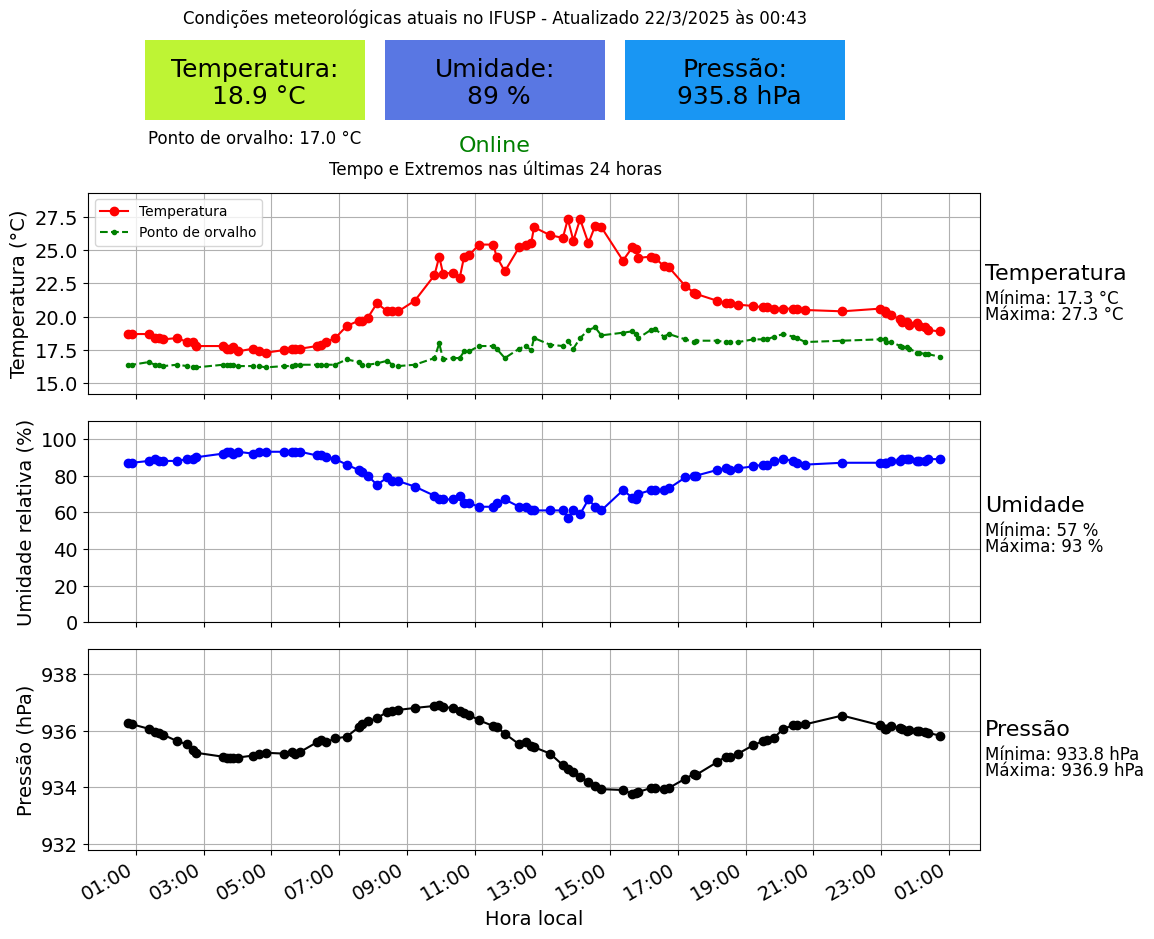 Condições meteorológicas atuais no IFUSP - Atualizado 22/3/2025 às 00:43
Temperatura:
18.9 °C
Umidade:
89 %
Pressão:
935.8 hPa
Ponto de orvalho: 17.0 °C
Online
Tempo e Extremos nas últimas 24 horas
Temperatura (°C)
27.5
25.0
22.5
20.0
17.5
15.0
Temperatura
Ponto de orvalho
Temperatura
Mínima: 17.3 °C
Máxima: 27.3 °C
Umidade relativa (%)
100
80
60
40
20
0
Umidade
Mínima: 57 %
Máxima: 93 %
Pressão (hPa)
938
936
934
932
Pressão
Mínima: 933.8 hPa
Máxima: 936.9 hPa
01:00 03:00 05:00 07:00 09:00 11:00 13:00 15:00 17:00 19:00 21:00 23:00 01:00
Hora local